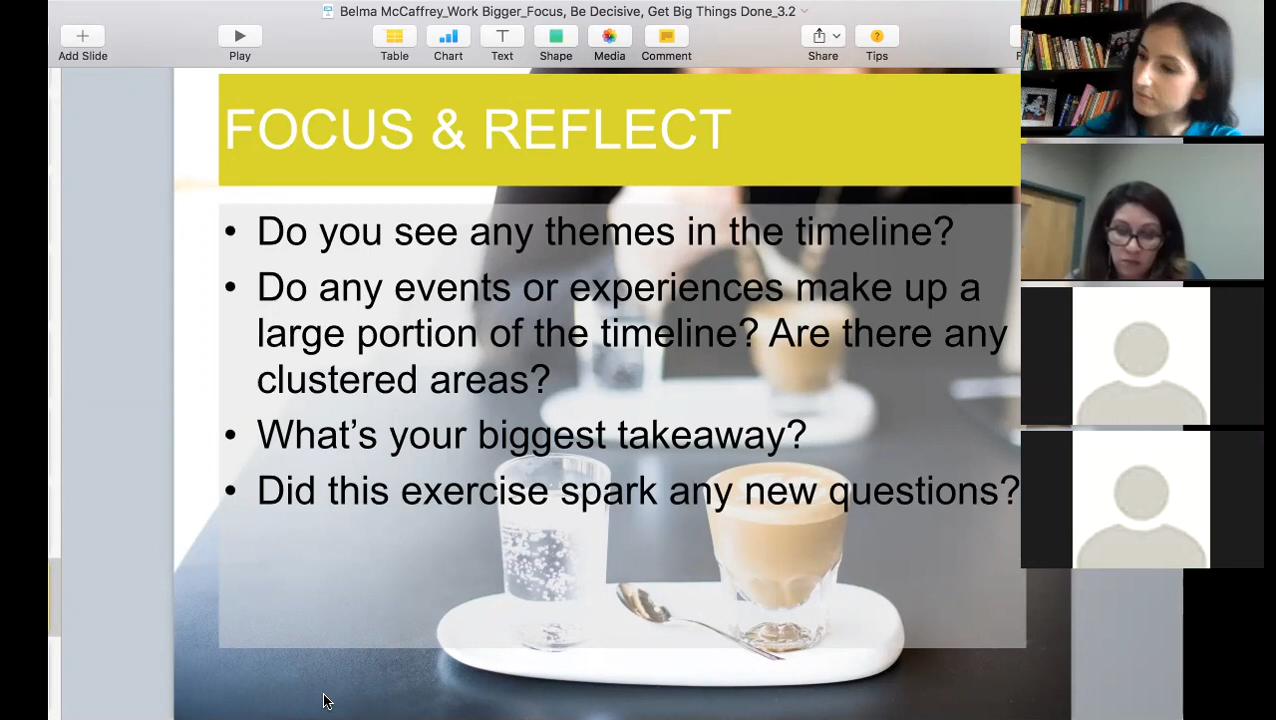 Belma McCaffrey_Work Bigger_Focus, Be Decisive, Get Big Things Done_3.2
Add Slide
Play
Table
Chart
Text
Shape
Media
Comment
Share
Tips
FOCUS & REFLECT
• Do you see any themes in the timeline?
• Do any events or experiences make up a
large portion of the timeline? Are there any
clustered areas?
• What’s your biggest takeaway?
• Did this exercise spark any new questions?